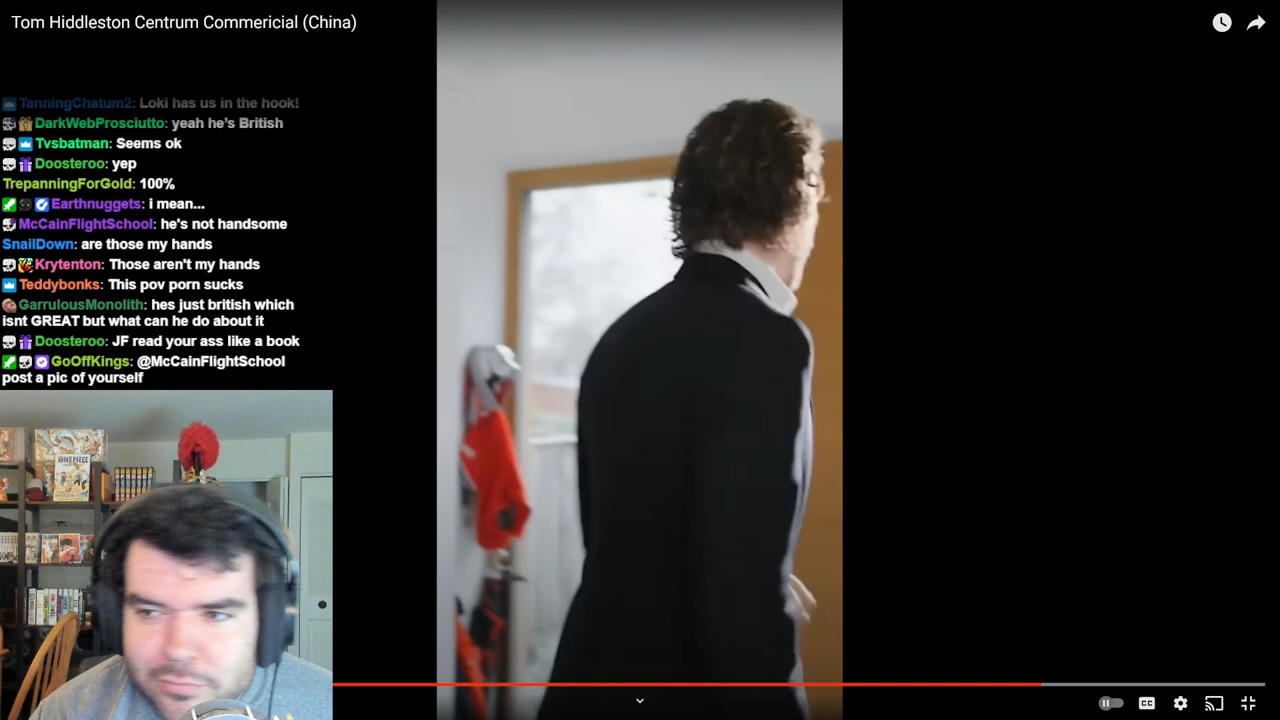 Tom Hiddleston Centrum Commericial (China)
TanningChatum2: Loki has us in the hook!
DarkWebProsciutto: yeah he's British
Tvsbatman: Seems ok
Doosteroo: yep
TrepanningForGold: 100%
Earthnuggets: i mean...
McCainFlightSchool: he's not handsome
SnailDown: are those my hands
Krytenton: Those aren't my hands
Teddybonks: This pov porn sucks
GarrulousMonolith: hes just british which
isnt GREAT but what can he do about it
Doosteroo: JF read your ass like a book
GoOffKings: @McCainFlightSchool
post a pic of yourself
ONE PIECE
CC